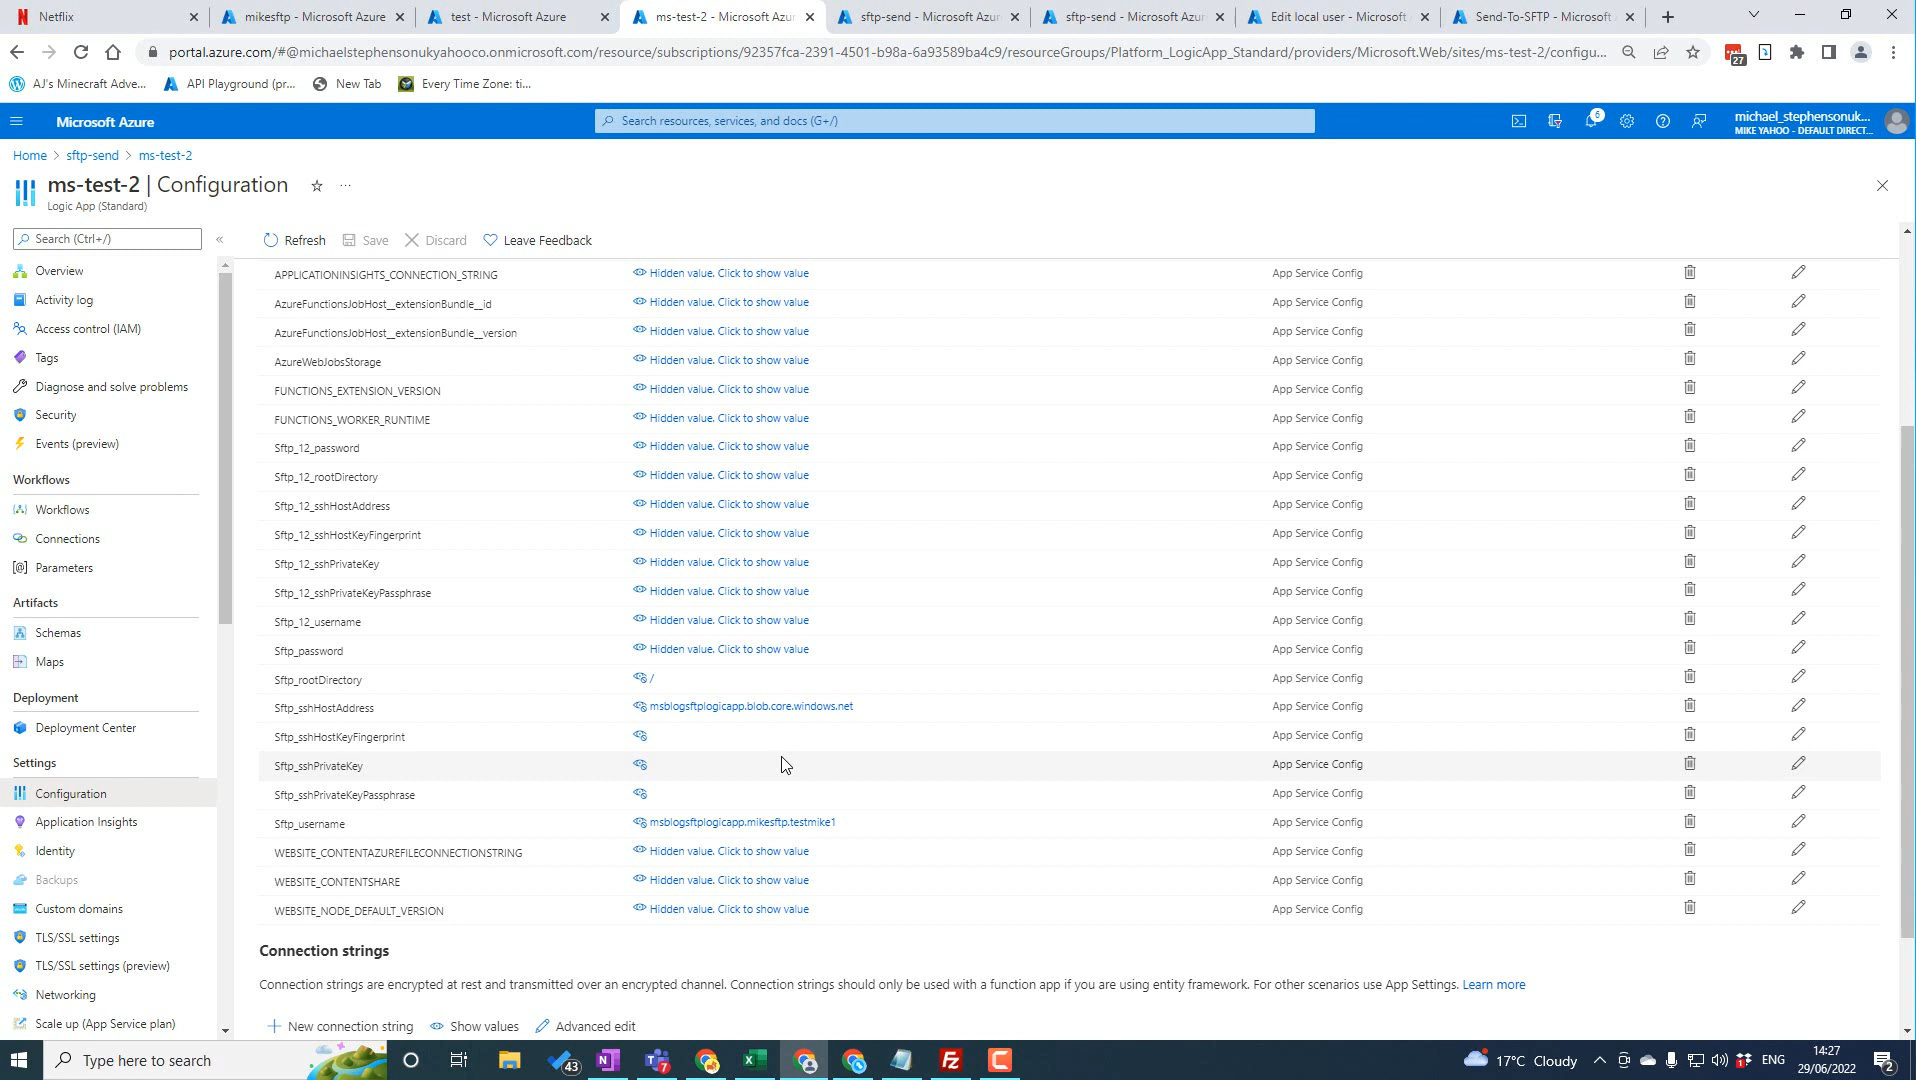 Netflix
mikesftp - Microsoft Azure
test - Microsoft Azure
ms-test-2 - Microsoft Azur
sftp-send - Microsoft Azur
sftp-send - Microsoft Azur
Edit local user - Microsoft
Send-To-SFTP - Microsoft
portal.azure.com/#@michaelstephensonukyahooco.onmicrosoft.com/resource/subscriptions/92357fca-2391-4501-b98a-6a93589ba4c9/resourceGroups/Platform_LogicApp_Standard/providers/Microsoft.Web/sites/ms-test-2/configu...
27
AJ's Minecraft Adve...
API Playground (pr...
New Tab
Every Time Zone: ti...
Microsoft Azure
Search resources, services, and docs (G+/)
6
michael_stephensonuk...
MIKE YAHOO - DEFAULT DIRECT...
Home > sftp-send > ms-test-2
ms-test-2 | Configuration
Logic App (Standard)
Search (Ctrl+/)
Refresh
Save
Discard
Leave Feedback
Overview
Activity log
Access control (IAM)
Tags
Diagnose and solve problems
Security
Events (preview)
Workflows
Workflows
Connections
Parameters
Artifacts
Schemas
Maps
Deployment
Deployment Center
Settings
Configuration
Application Insights
Identity
Backups
Custom domains
TLS/SSL settings
TLS/SSL settings (preview)
Networking
Scale up (App Service plan)
APPLICATIONINSIGHTS_CONNECTION_STRING Hidden value. Click to show value App Service Config
AzureFunctionsJobHost__extensionBundle__id Hidden value. Click to show value App Service Config
AzureFunctionsJobHost__extensionBundle__version Hidden value. Click to show value App Service Config
AzureWebJobsStorage Hidden value. Click to show value App Service Config
FUNCTIONS_EXTENSION_VERSION Hidden value. Click to show value App Service Config
FUNCTIONS_WORKER_RUNTIME Hidden value. Click to show value App Service Config
Sftp_12_password Hidden value. Click to show value App Service Config
Sftp_12_rootDirectory Hidden value. Click to show value App Service Config
Sftp_12_sshHostAddress Hidden value. Click to show value App Service Config
Sftp_12_sshHostKeyFingerprint Hidden value. Click to show value App Service Config
Sftp_12_sshPrivateKey Hidden value. Click to show value App Service Config
Sftp_12_sshPrivateKeyPassphrase Hidden value. Click to show value App Service Config
Sftp_12_username Hidden value. Click to show value App Service Config
Sftp_password Hidden value. Click to show value App Service Config
Sftp_rootDirectory / App Service Config
Sftp_sshHostAddress msblogsftplogicapp.blob.core.windows.net App Service Config
Sftp_sshHostKeyFingerprint App Service Config
Sftp_sshPrivateKey App Service Config
Sftp_sshPrivateKeyPassphrase App Service Config
Sftp_username msblogsftplogicapp.mikesftp.testmike1 App Service Config
WEBSITE_CONTENTAZUREFILECONNECTIONSTRING Hidden value. Click to show value App Service Config
WEBSITE_CONTENTSHARE Hidden value. Click to show value App Service Config
WEBSITE_NODE_DEFAULT_VERSION Hidden value. Click to show value App Service Config
Connection strings
Connection strings are encrypted at rest and transmitted over an encrypted channel. Connection strings should only be used with a function app if you are using entity framework. For other scenarios use App Settings. Learn more
New connection string
Show values
Advanced edit
Type here to search
43
7
17°C Cloudy
ENG
14:27
29/06/2022
2